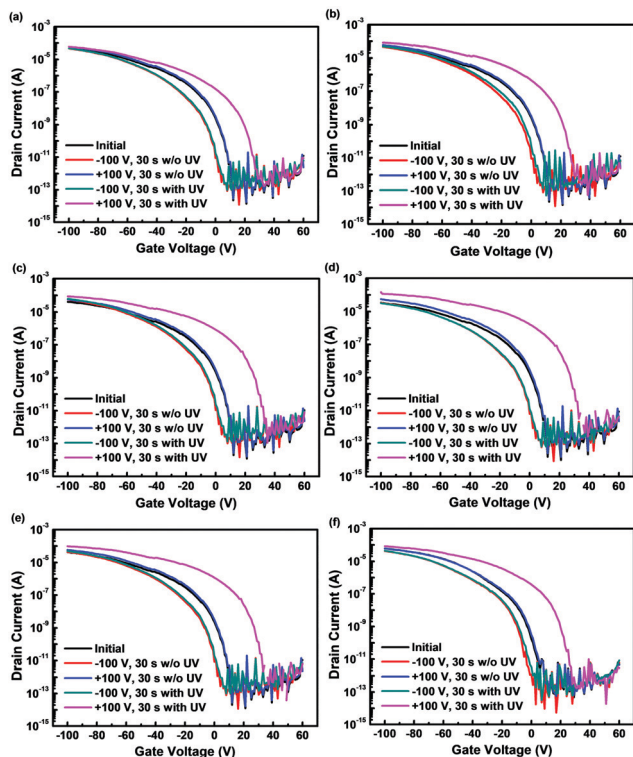 (a)
Drain Current (A)
10-3
10-5
10-7
10-9
10-11
10-13
10-15
Initial
-100 V, 30 s w/o UV
+100 V, 30 s w/o UV
-100 V, 30 s with UV
+100 V, 30 s with UV
-100 -80 -60 -40 -20 0 20 40 60
Gate Voltage (V)
(b)
Drain Current (A)
10-3
10-5
10-7
10-9
10-11
10-13
10-15
Initial
-100 V, 30 s w/o UV
+100 V, 30 s w/o UV
-100 V, 30 s with UV
+100 V, 30 s with UV
-100 -80 -60 -40 -20 0 20 40 60
Gate Voltage (V)
(c)
Drain Current (A)
10-3
10-5
10-7
10-9
10-11
10-13
10-15
Initial
-100 V, 30 s w/o UV
+100 V, 30 s w/o UV
-100 V, 30 s with UV
+100 V, 30 s with UV
-100 -80 -60 -40 -20 0 20 40 60
Gate Voltage (V)
(d)
Drain Current (A)
10-3
10-5
10-7
10-9
10-11
10-13
10-15
Initial
-100 V, 30 s w/o UV
+100 V, 30 s w/o UV
-100 V, 30 s with UV
+100 V, 30 s with UV
-100 -80 -60 -40 -20 0 20 40 60
Gate Voltage (V)
(e)
Drain Current (A)
10-3
10-5
10-7
10-9
10-11
10-13
10-15
Initial
-100 V, 30 s w/o UV
+100 V, 30 s w/o UV
-100 V, 30 s with UV
+100 V, 30 s with UV
-100 -80 -60 -40 -20 0 20 40 60
Gate Voltage (V)
(f)
Drain Current (A)
10-3
10-5
10-7
10-9
10-11
10-13
10-15
Initial
-100 V, 30 s w/o UV
+100 V, 30 s w/o UV
-100 V, 30 s with UV
+100 V, 30 s with UV
-100 -80 -60 -40 -20 0 20 40 60
Gate Voltage (V)